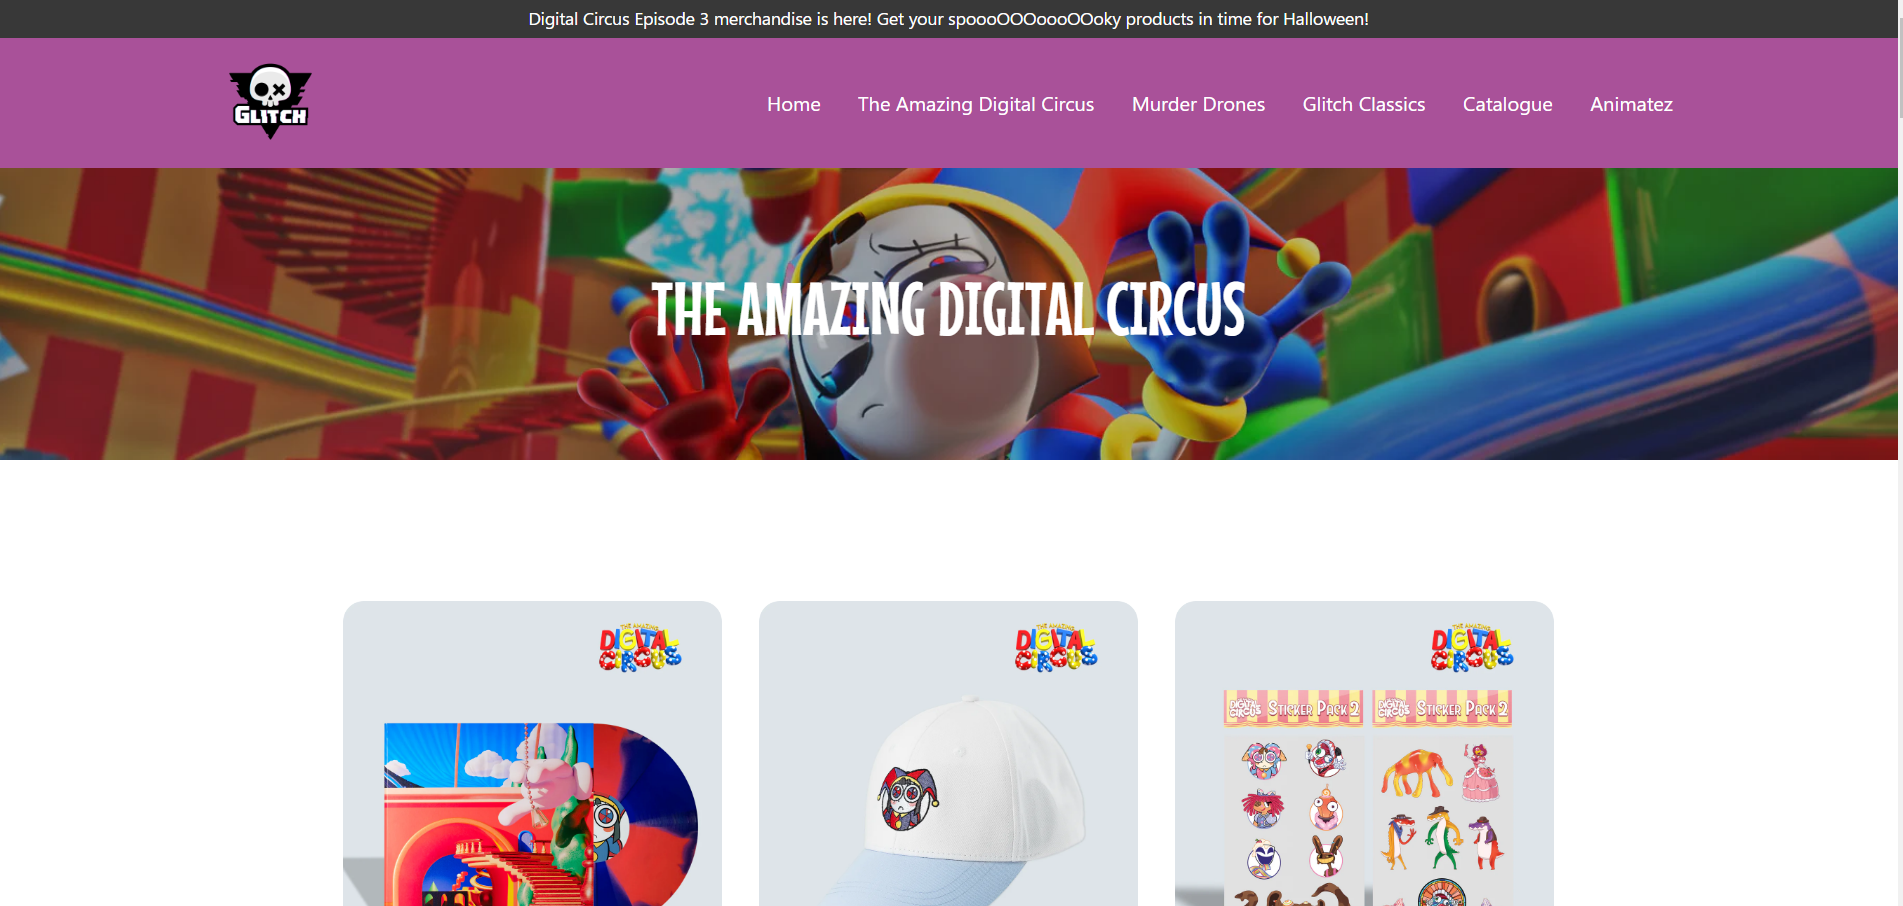 Digital Circus Episode 3 merchandise is here! Get your spoooOOOoooOOoky products in time for Halloween!
GLITCH
Home
The Amazing Digital Circus
Murder Drones
Glitch Classics
Catalogue
Animatez
THE AMAZING DIGITAL CIRCUS
THE AMAZING
DIGITAL
CIRCUS
THE AMAZING
DIGITAL
CIRCUS
THE AMAZING
DIGITAL
CIRCUS
DIGITAL
CIRCUS
STICKER PACK 2
DIGITAL
CIRCUS
STICKER PACK 2